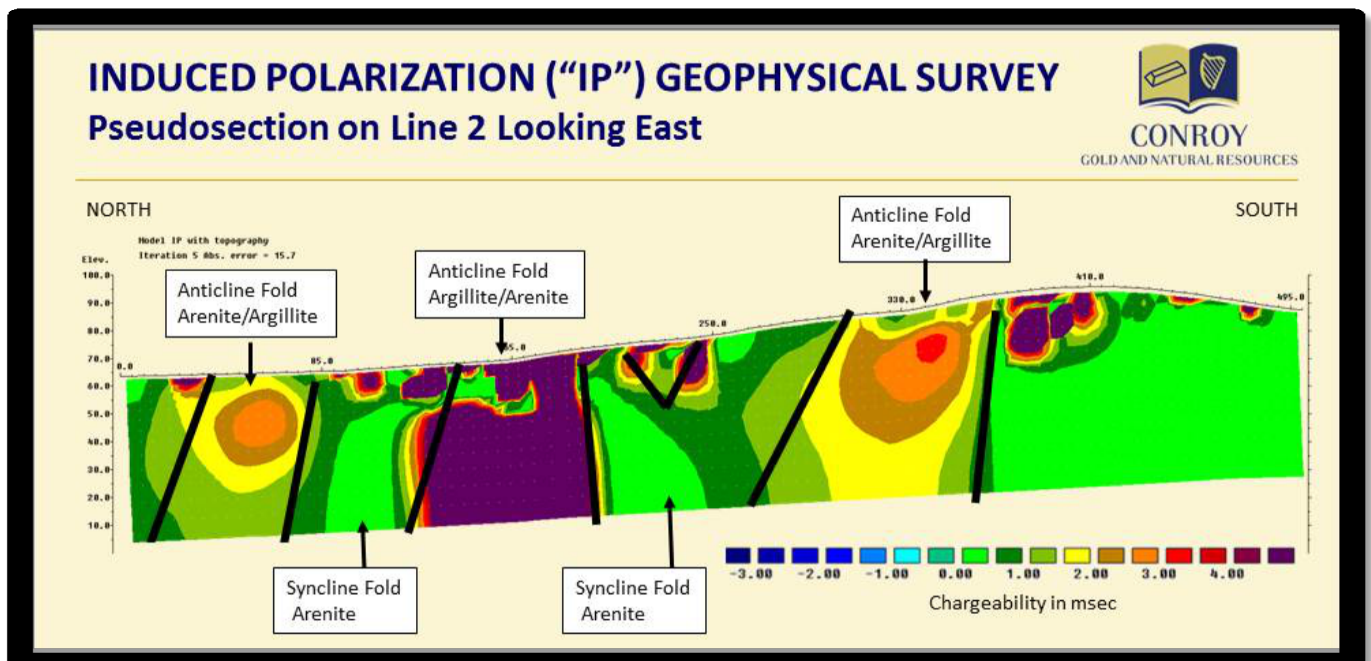 INDUCED POLARIZATION (“IP”) GEOPHYSICAL SURVEY
Pseudosection on Line 2 Looking East
CONROY
GOLD AND NATURAL RESOURCES
NORTH
SOUTH
Model IP with topography
Iteration 5 Abs. error = 15.7
Elev.
Anticline Fold
Arenite/Argillite
Anticline Fold
Argillite/Arenite
Anticline Fold
Arenite/Argillite
100.0
90.0
80.0
70.0
60.0
50.0
40.0
30.0
20.0
10.0
0.0
85.0
250.0
330.0
410.0
495.0
Syncline Fold
Arenite
Syncline Fold
Arenite
-3.00 -2.00 -1.00 0.00 1.00 2.00 3.00 4.00
Chargeability in msec